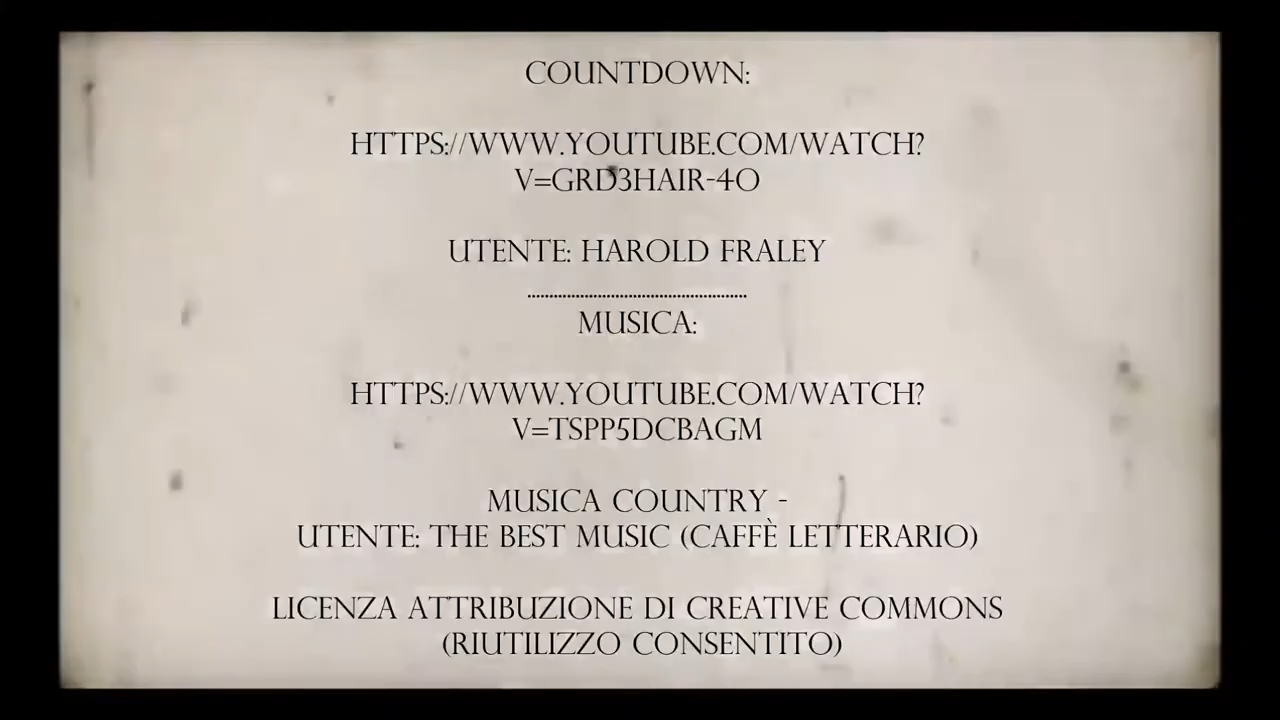 COUNTDOWN:
HTTPS://WWW.YOUTUBE.COM/WATCH?
V=GRD3HAIR-4O
UTENTE: HAROLD FRALEY
..................................................
MUSICA:
HTTPS://WWW.YOUTUBE.COM/WATCH?
V=TSPP5DCBAGM
MUSICA COUNTRY -
UTENTE: THE BEST MUSIC (CAFFÈ LETTERARIO)
LICENZA ATTRIBUZIONE DI CREATIVE COMMONS
(RIUTILIZZO CONSENTITO)